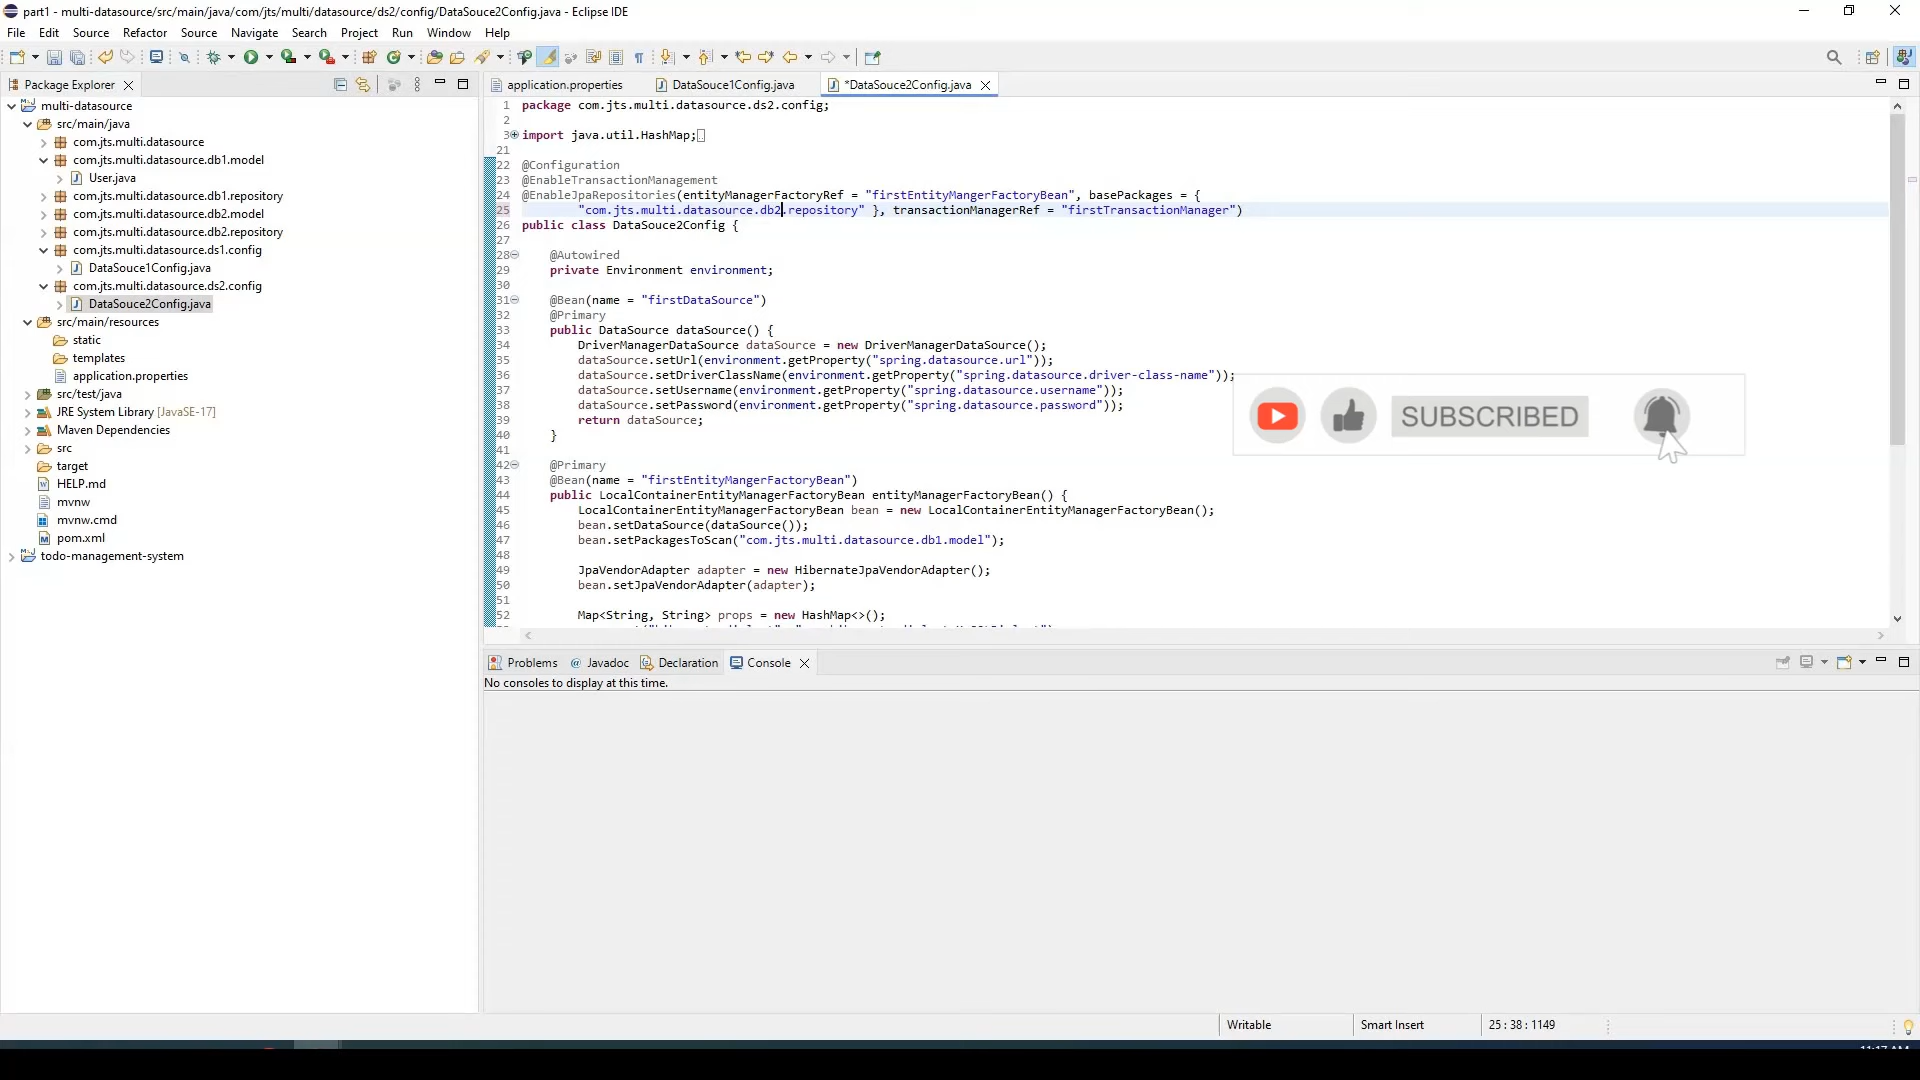 part1 - multi-datasource/src/main/java/com/jts/multi/datasource/ds2/config/DataSouce2Config.java - Eclipse IDE
File Edit Source Refactor Source Navigate Search Project Run Window Help
Package Explorer
application.properties DataSouce1Config.java *DataSouce2Config.java
multi-datasource
src/main/java
com.jts.multi.datasource
com.jts.multi.datasource.db1.model
User.java
com.jts.multi.datasource.db1.repository
com.jts.multi.datasource.db2.model
com.jts.multi.datasource.db2.repository
com.jts.multi.datasource.ds1.config
DataSouce1Config.java
com.jts.multi.datasource.ds2.config
DataSouce2Config.java
src/main/resources
static
templates
application.properties
src/test/java
JRE System Library [JavaSE-17]
Maven Dependencies
src
target
HELP.md
mvnw
mvnw.cmd
pom.xml
todo-management-system
1 package com.jts.multi.datasource.ds2.config;
2
3 import java.util.HashMap;
21
22 @Configuration
23 @EnableTransactionManagement
24 @EnableJpaRepositories(entityManagerFactoryRef = "firstEntityMangerFactoryBean", basePackages = {
25 "com.jts.multi.datasource.db2.repository" }, transactionManagerRef = "firstTransactionManager")
26 public class DataSouce2Config {
27
28 @Autowired
29 private Environment environment;
30
31 @Bean(name = "firstDataSource")
32 @Primary
33 public DataSource dataSource() {
34 DriverManagerDataSource dataSource = new DriverManagerDataSource();
35 dataSource.setUrl(environment.getProperty("spring.datasource.url"));
36 dataSource.setDriverClassName(environment.getProperty("spring.datasource.driver-class-name"));
37 dataSource.setUsername(environment.getProperty("spring.datasource.username"));
38 dataSource.setPassword(environment.getProperty("spring.datasource.password"));
39 return dataSource;
40 }
41
42 @Primary
43 @Bean(name = "firstEntityMangerFactoryBean")
44 public LocalContainerEntityManagerFactoryBean entityManagerFactoryBean() {
45 LocalContainerEntityManagerFactoryBean bean = new LocalContainerEntityManagerFactoryBean();
46 bean.setDataSource(dataSource());
47 bean.setPackagesToScan("com.jts.multi.datasource.db1.model");
48
49 JpaVendorAdapter adapter = new HibernateJpaVendorAdapter();
50 bean.setJpaVendorAdapter(adapter);
51
52 Map<String, String> props = new HashMap<>();
SUBSCRIBED
Problems @ Javadoc Declaration Console
No consoles to display at this time.
Writable Smart Insert 25 : 38 : 1149